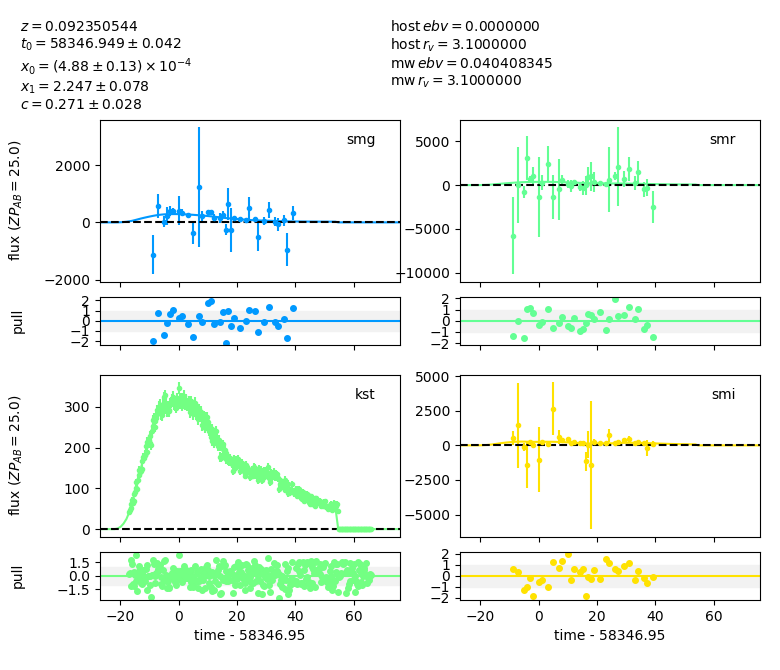 z = 0.092350544
t₀ = 58346.949 ± 0.042
x₀ = (4.88 ± 0.13) × 10⁻⁴
x₁ = 2.247 ± 0.078
c = 0.271 ± 0.028
host ebv = 0.0000000
host r_v = 3.1000000
mw ebv = 0.040408345
mw r_v = 3.1000000
smg
flux (ZP_AB = 25.0)
2000
0
−2000
smr
5000
0
−5000
−10000
pull
2
1
0
−1
−2
2
1
0
−1
−2
kst
flux (ZP_AB = 25.0)
300
200
100
0
smi
5000
2500
0
−2500
−5000
pull
1.5
0.0
−1.5
2
1
0
−1
−2
−20 0 20 40 60
−20 0 20 40 60
time - 58346.95
time - 58346.95